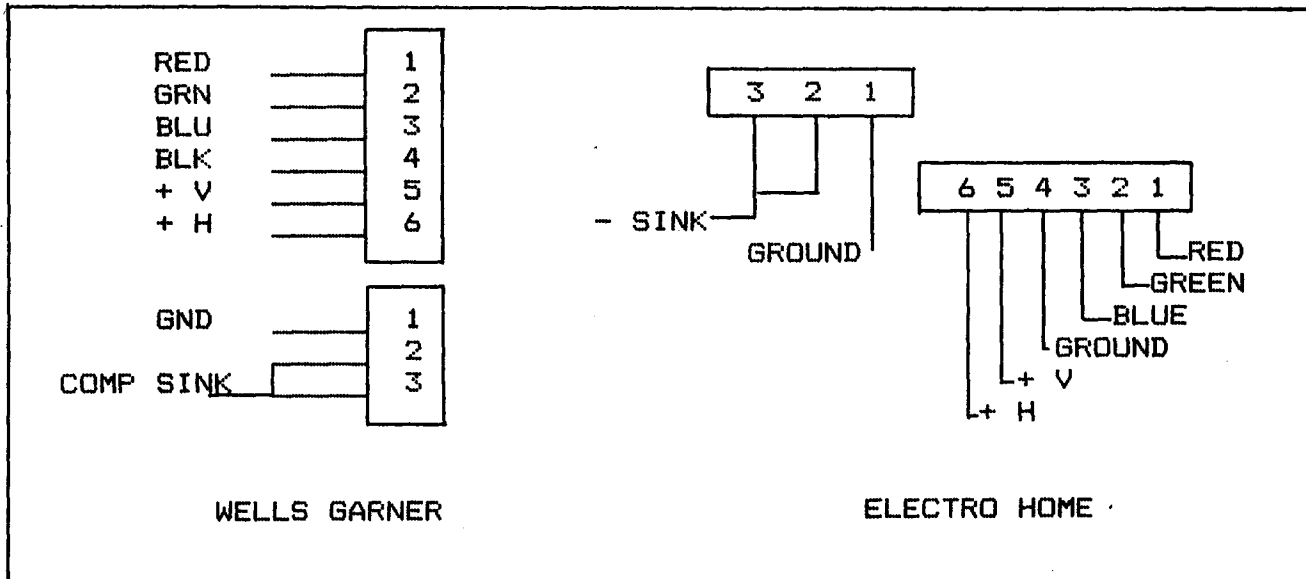 RED 1
GRN 2
BLU 3
BLK 4
+ V 5
+ H 6
GND 1
2
COMP SINK 3
WELLS GARNER
3 2 1
- SINK
GROUND
6 5 4 3 2 1
RED
GREEN
BLUE
GROUND
+ V
+ H
ELECTRO HOME